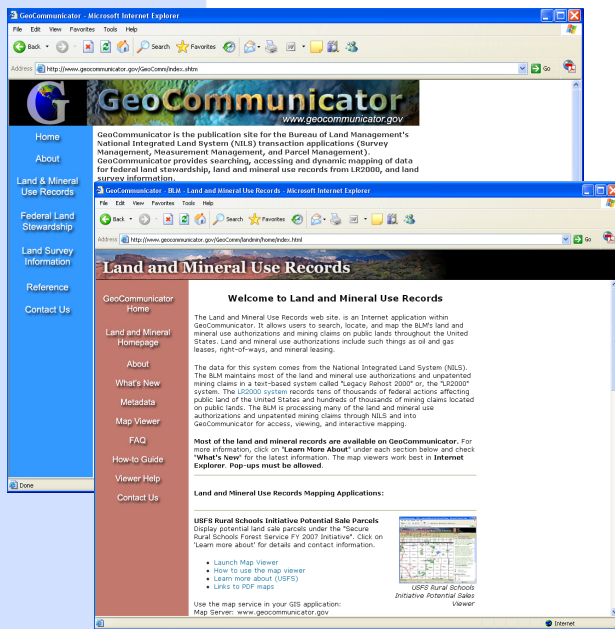 GeoCommunicator - Microsoft Internet Explorer
File Edit View Favorites Tools Help
Back Search Favorites
Address http://www.geocommunicator.gov/GeoComm/index.shtm Go
G
GeoCommunicator
www.geocommunicator.gov
Home
About
Land & Mineral
Use Records
Federal Land
Stewardship
Land Survey
Information
Reference
Contact Us
GeoCommunicator is the publication site for the Bureau of Land Management's
National Integrated Land System (NILS) transaction applications (Survey
Management, Measurement Management, and Parcel Management).
GeoCommunicator provides searching, accessing and dynamic mapping of data
for federal land stewardship, land and mineral use records from LR2000, and land
survey information.
Done
GeoCommunicator - BLM - Land and Mineral Use Records - Microsoft Internet Explorer
File Edit View Favorites Tools Help
Back Search Favorites
Address http://www.geocommunicator.gov/GeoComm/landmin/home/index.html Go
Land and Mineral Use Records
GeoCommunicator
Home
Land and Mineral
Homepage
About
What's New
Metadata
Map Viewer
FAQ
How-to Guide
Viewer Help
Contact Us
Welcome to Land and Mineral Use Records
The Land and Mineral Use Records web site. is an Internet application within
GeoCommunicator. It allows users to search, locate, and map the BLM's land and
mineral use authorizations and mining claims on public lands throughout the United
States. Land and mineral use authorizations include such things as oil and gas
leases, right-of-ways, and mineral leasing.
The data for this system comes from the National Integrated Land System (NILS).
The BLM maintains most of the land and mineral use authorizations and unpatented
mining claims in a text-based system called "Legacy Rehost 2000" or, the "LR2000"
system. The LR2000 system records tens of thousands of federal actions affecting
public land of the United States and hundreds of thousands of mining claims located
on public lands. The BLM is processing many of the land and mineral use
authorizations and unpatented mining claims through NILS and into
GeoCommunicator for access, viewing, and interactive mapping.
Most of the land and mineral records are available on GeoCommunicator. For
more information, click on "Learn More About" under each section below and check
"What's New" for the latest information. The map viewers work best in Internet
Explorer. Pop-ups must be allowed.
Land and Mineral Use Records Mapping Applications:
USFS Rural Schools Initiative Potential Sale Parcels
Display potential land sale parcels under the "Secure
Rural Schools Forest Service FY 2007 Initiative". Click on
'Learn more about' for details and contact information.
Launch Map Viewer
How to use the map viewer
Learn more about (USFS)
Links to PDF maps
USFS Rural Schools
Initiative Potential Sales
Viewer
Use the map service in your GIS application:
Map Server: www.geocommunicator.gov
Internet